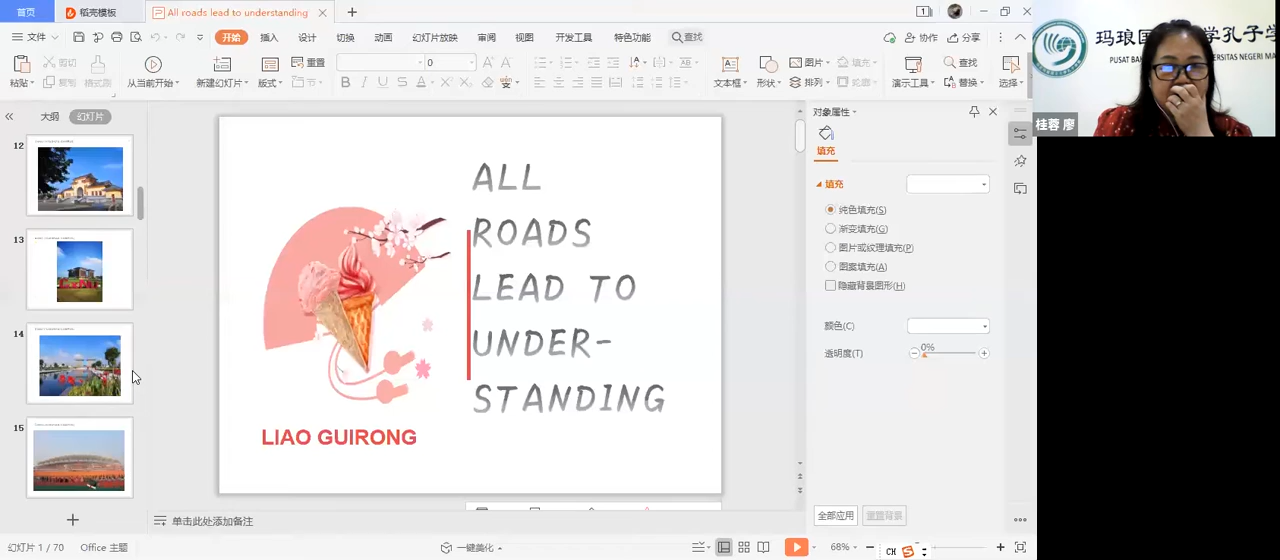 首页
稻壳模板
All roads lead to understanding
文件
开始
插入
设计
切换
动画
幻灯片放映
审阅
视图
开发工具
特色功能
查找
协作
分享
粘贴
剪切
复制
格式刷
从当前开始
新建幻灯片
版式
重置
0
B I U S
文本框
形状
图片
排列
填充
轮廓
演示工具
查找
替换
选择
大纲
幻灯片
12
13
14
15
ALL
ROADS
LEAD TO
UNDER-
STANDING
LIAO GUIRONG
单击此处添加备注
对象属性
填充
填充
纯色填充(S)
渐变填充(G)
图片或纹理填充(P)
图案填充(A)
隐藏背景图形(H)
颜色(C)
透明度(T)
0%
全部应用
重置背景
幻灯片 1 / 70
Office 主题
一键美化
68%
CH
玛琅国
学孔子学
PUSAT BAH
ERSITAS NEGERI MA
桂蓉 廖